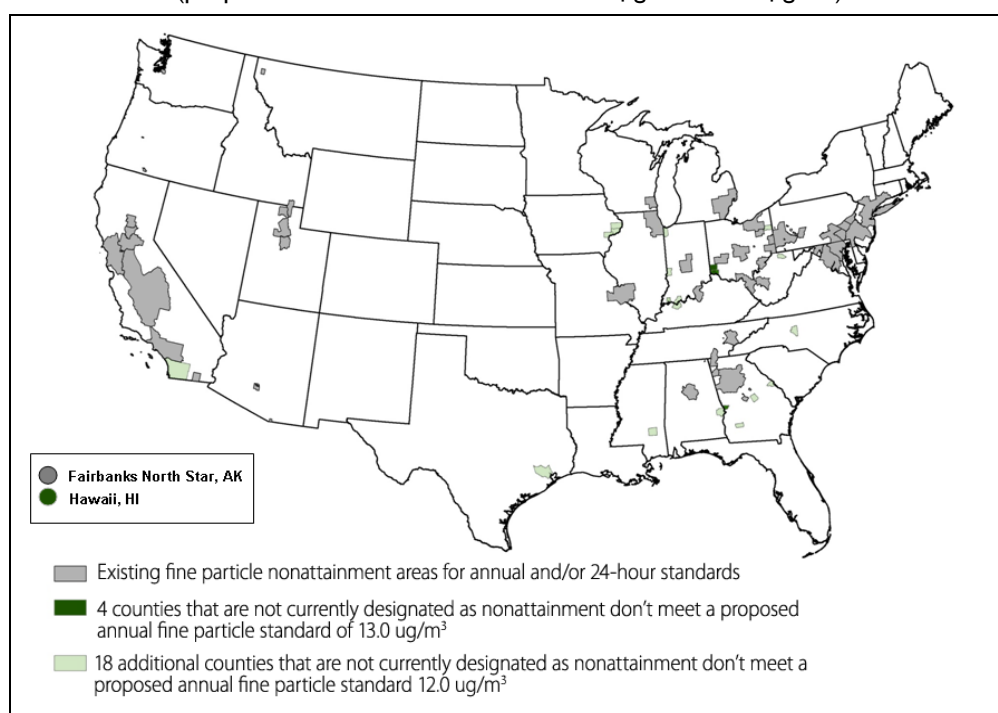 Fairbanks North Star, AK
Hawaii, HI
Existing fine particle nonattainment areas for annual and/or 24-hour standards
4 counties that are not currently designated as nonattainment don't meet a proposed
annual fine particle standard of 13.0 ug/m³
18 additional counties that are not currently designated as nonattainment don't meet a
proposed annual fine particle standard 12.0 ug/m³